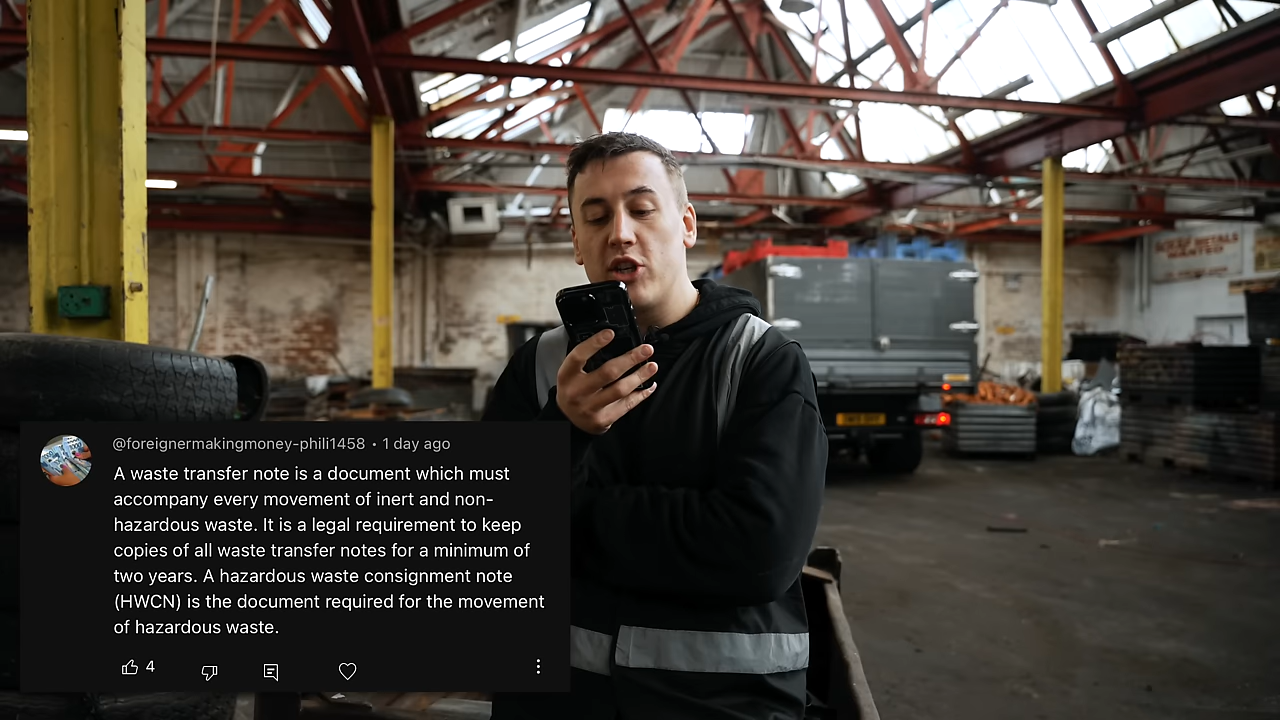 @foreignermakingmoney-phili1458 • 1 day ago
A waste transfer note is a document which must
accompany every movement of inert and non-
hazardous waste. It is a legal requirement to keep
copies of all waste transfer notes for a minimum of
two years. A hazardous waste consignment note
(HWCN) is the document required for the movement
of hazardous waste.
4